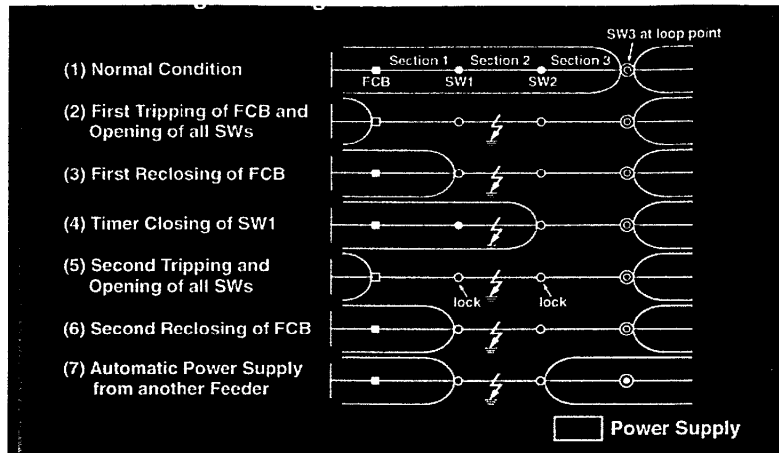 SW3 at loop point
(1) Normal Condition
Section 1 Section 2 Section 3
FCB SW1 SW2
(2) First Tripping of FCB and
Opening of all SWs
(3) First Reclosing of FCB
(4) Timer Closing of SW1
(5) Second Tripping and
Opening of all SWs
lock lock
(6) Second Reclosing of FCB
(7) Automatic Power Supply
from another Feeder
Power Supply